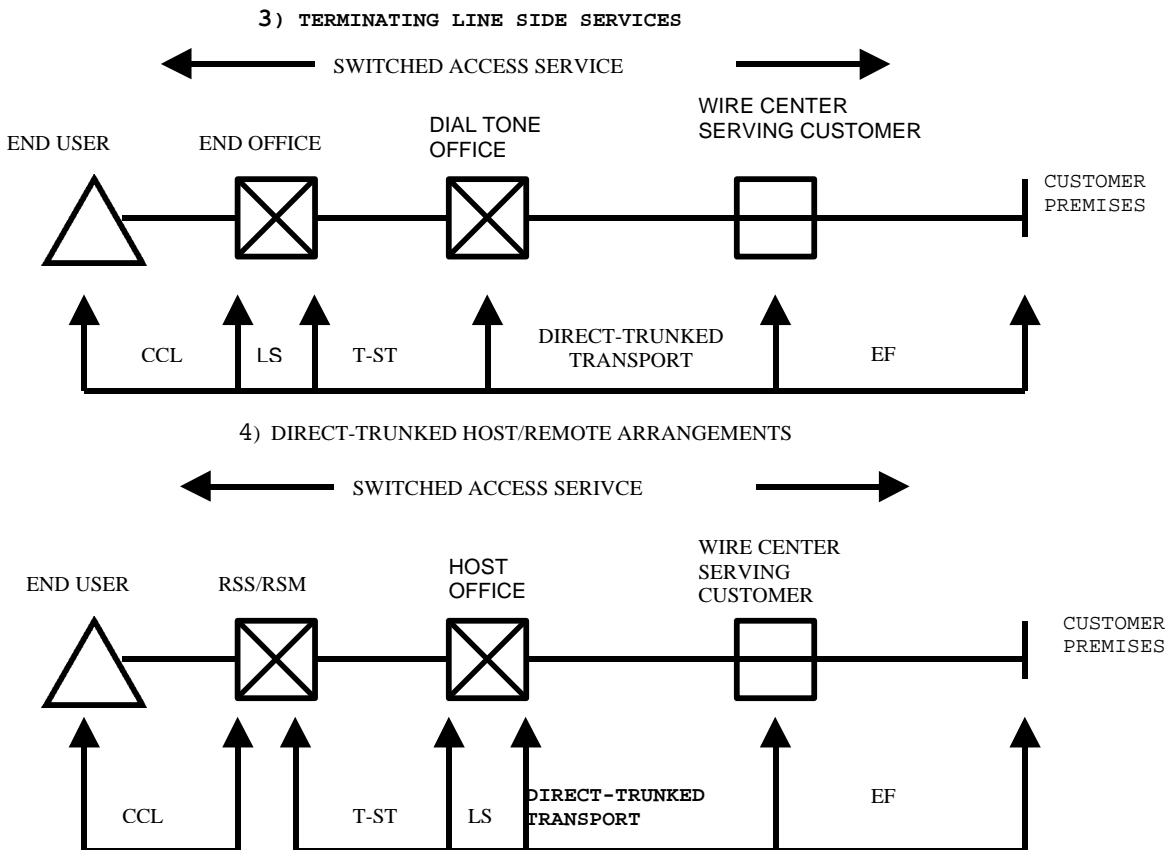 3) TERMINATING LINE SIDE SERVICES
SWITCHED ACCESS SERVICE
END USER
END OFFICE
DIAL TONE
OFFICE
WIRE CENTER
SERVING CUSTOMER
CUSTOMER
PREMISES
CCL
LS
T-ST
DIRECT-TRUNKED
TRANSPORT
EF
4) DIRECT-TRUNKED HOST/REMOTE ARRANGEMENTS
SWITCHED ACCESS SERIVCE
END USER
RSS/RSM
HOST
OFFICE
WIRE CENTER
SERVING
CUSTOMER
CUSTOMER
PREMISES
CCL
T-ST
LS
DIRECT-TRUNKED
TRANSPORT
EF